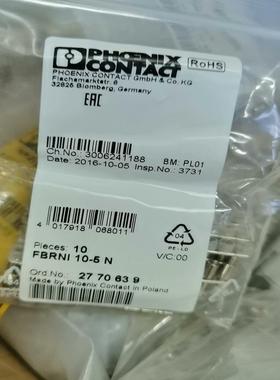 PHOENIX
CONTACT
RoHS
PHOENIX CONTACT GmbH & Co. KG
Flachsmarktstr. 8
32825 Blomberg, Germany
EAC
Ch.No.: 3006241188 BM: PL01
Date: 2016-10-05 Insp.No.: 3731
4 017918 068011
04
PE-LD
Pieces: 10
FBRNI 10-5 N
V/C:00
Ord.No.: 27 70 63 9
Made by Phoenix Contact in Poland